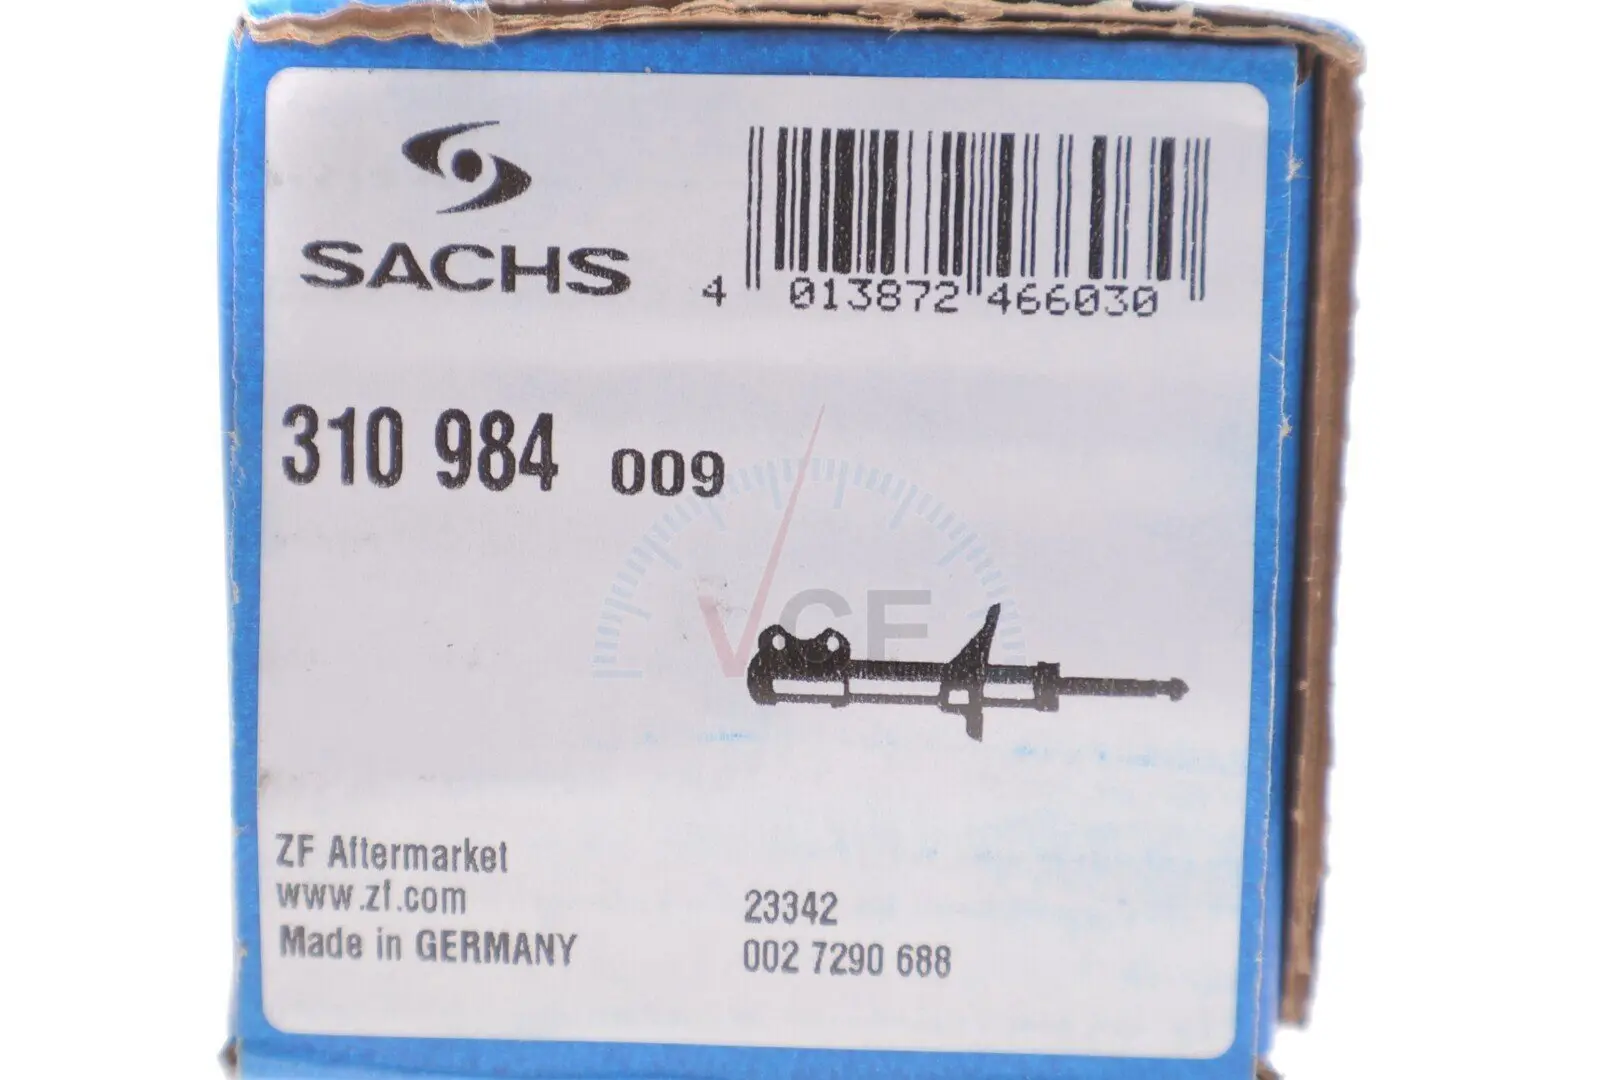 SACHS
4 013872 466030
310 984 009
VCF
ZF Aftermarket
www.zf.com
Made in GERMANY
23342
002 7290 688